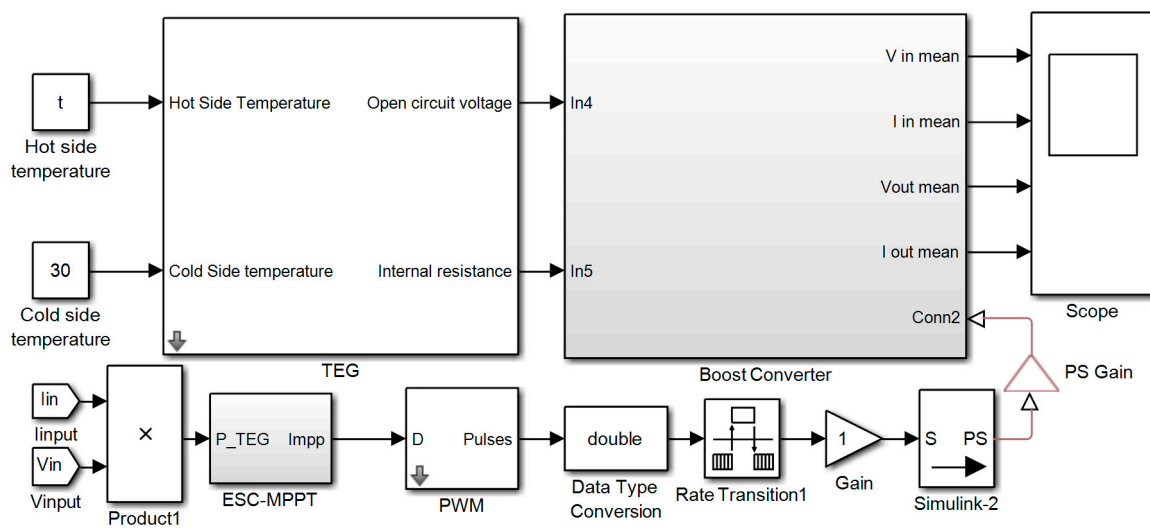 t
Hot side
temperature
30
Cold side
temperature
Hot Side Temperature
Open circuit voltage
Cold Side temperature
Internal resistance
TEG
In4
In5
V in mean
I in mean
Vout mean
I out mean
Conn2
Boost Converter
Scope
PS Gain
Iin
Iinput
Vin
Vinput
×
Product1
P_TEG
Impp
ESC-MPPT
D
Pulses
PWM
double
Data Type
Conversion
Rate Transition1
1
Gain
S
PS
Simulink-2